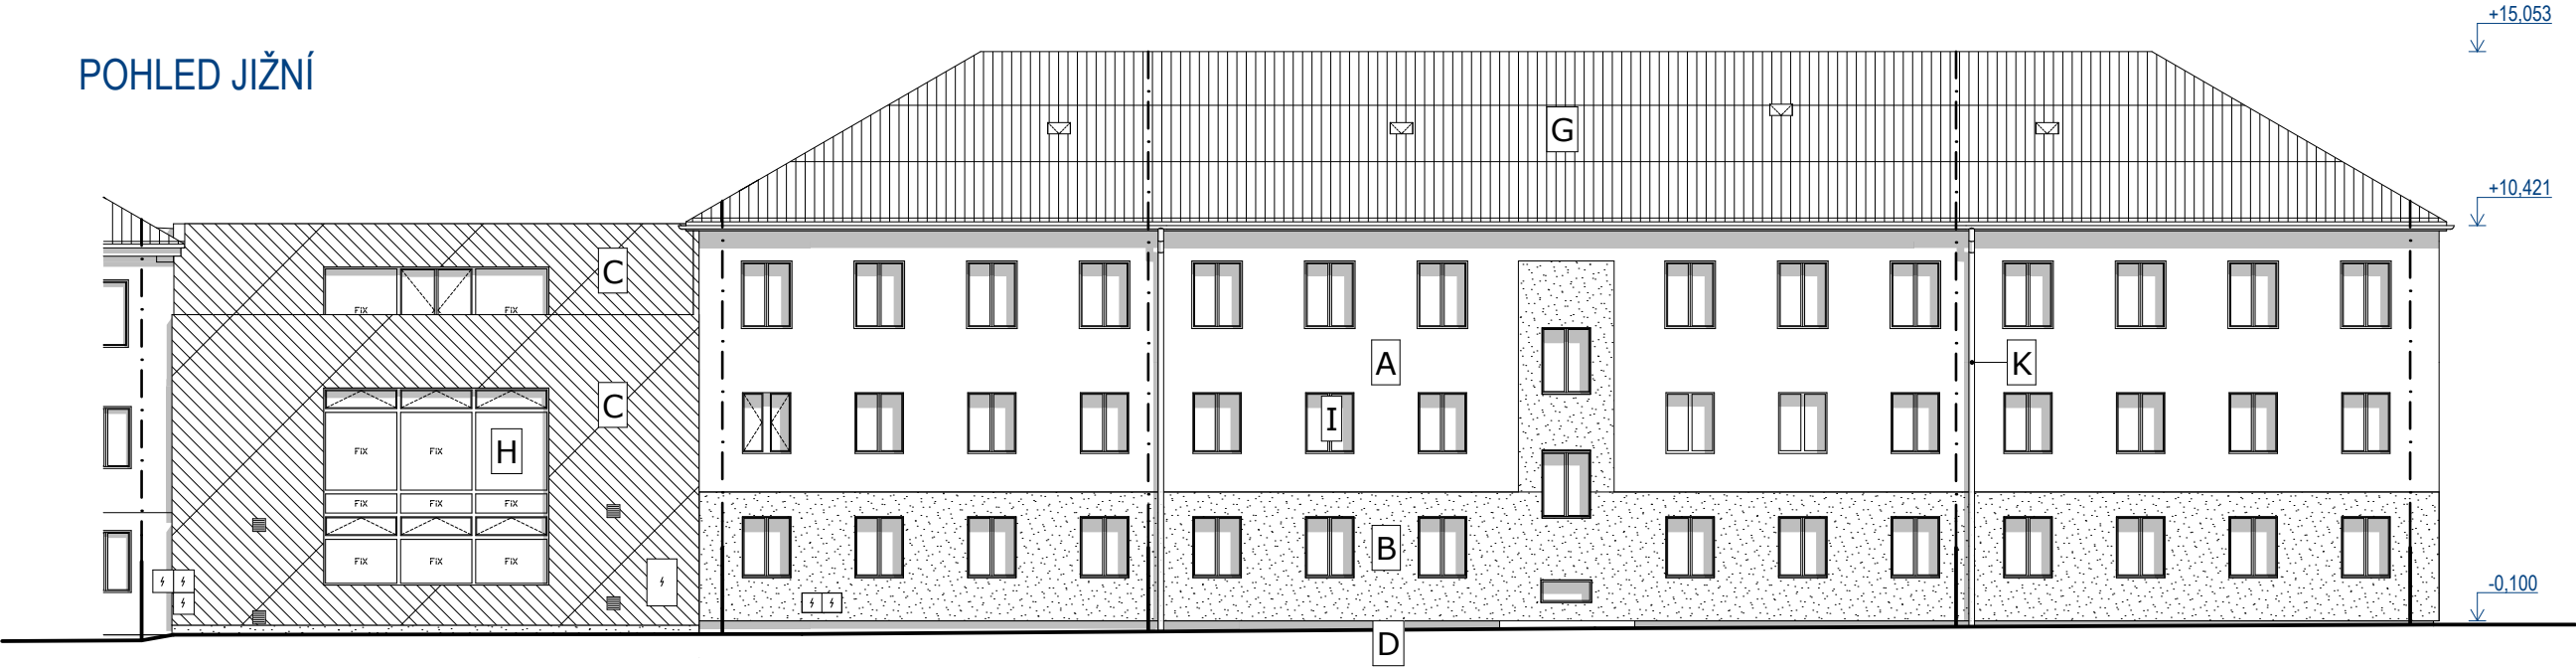 +15,053
POHLED JIŽNÍ
G
+10,421
C
FIX
FIX
A
K
C
I
H
FIX
FIX
FIX
FIX
FIX
B
FIX
FIX
FIX
-0,100
D